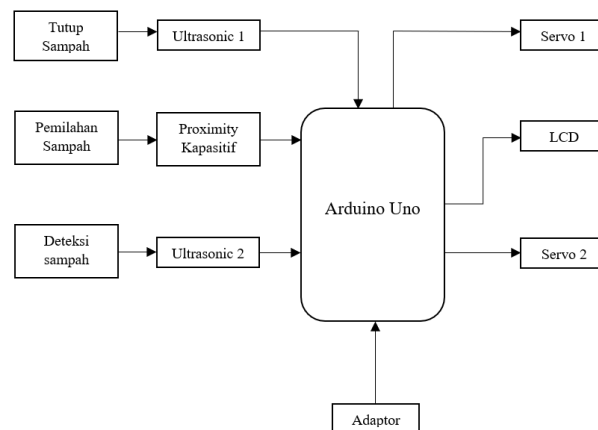 Tutup
Sampah
Ultrasonic 1
Servo 1
Pemilahan
Sampah
Proximity
Kapasitif
LCD
Arduino Uno
Deteksi
sampah
Ultrasonic 2
Servo 2
Adaptor